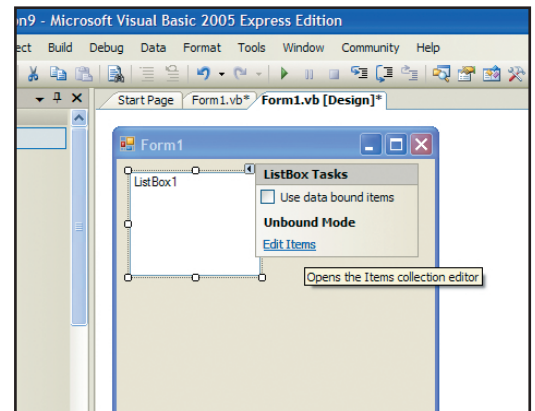 on9 - Microsoft Visual Basic 2005 Express Edition
ect Build Debug Data Format Tools Window Community Help
Start Page Form1.vb* Form1.vb [Design]*
Form1
ListBox1
ListBox Tasks
Use data bound items
Unbound Mode
Edit Items
Opens the Items collection editor